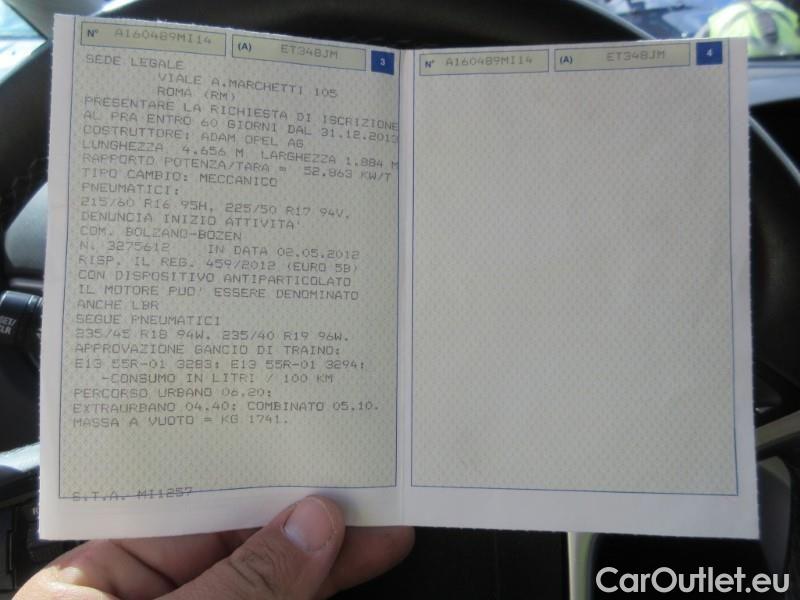 N° A160489MI14 (A) ET348JM 3
SEDE LEGALE
VIALE A.MARCHETTI 105
ROMA (RM)
PRESENTARE LA RICHIESTA DI ISCRIZIONE
AL PRA ENTRO 60 GIORNI DAL 31.12.2013
COSTRUTTORE: ADAM OPEL AG
LUNGHEZZA 4.656 M LARGHEZZA 1.884 M
RAPPORTO POTENZA/TARA = 52.863 KW/T
TIPO CAMBIO: MECCANICO
PNEUMATICI:
215/60 R16 95H, 225/50 R17 94V.
DENUNCIA INIZIO ATTIVITA'
COM. BOLZANO-BOZEN
N. 3275612 IN DATA 02.05.2012
RISP. IL REG. 459/2012 (EURO 5B)
CON DISPOSITIVO ANTIPARTICOLATO
IL MOTORE PUO' ESSERE DENOMINATO
ANCHE LBR
SEGUE PNEUMATICI
235/45 R18 94W, 235/40 R19 96W.
APPROVAZIONE GANCIO DI TRAINO:
E13 55R-01 3283; E13 55R-01 3294;
-CONSUMO IN LITRI / 100 KM
PERCORSO URBANO 06.20;
EXTRAURBANO 04.40; COMBINATO 05.10.
MASSA A VUOTO = KG 1741.
S.T.A. MI1257
N° A160489MI14 (A) ET348JM 4
CarOutlet.eu